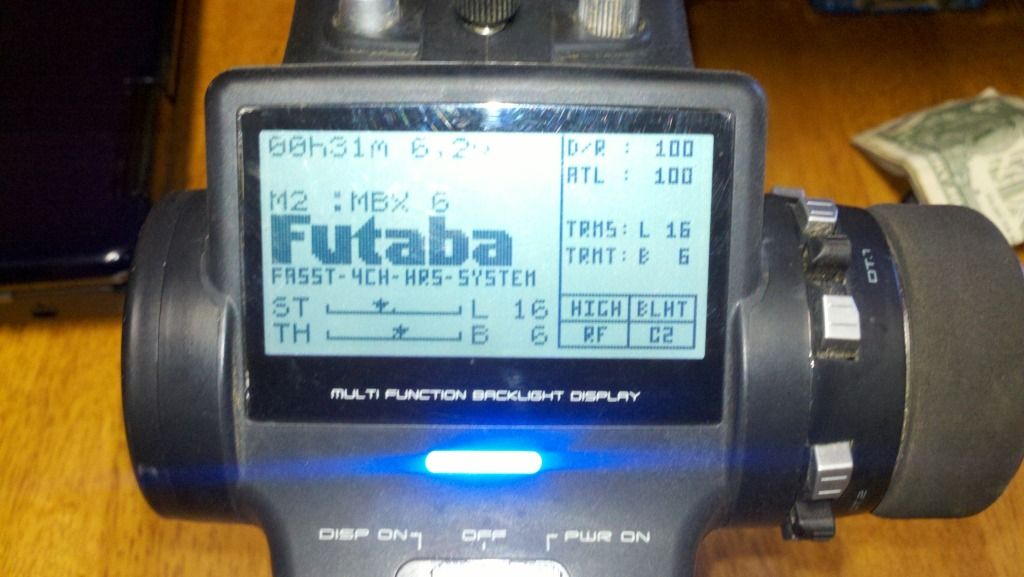 00h31m 6.2v
M2 :MBX 6
Futaba
FASST-4CH-HRS-SYSTEM
ST L 16
TH B 6
D/R : 100
ATL : 100
TRMS: L 16
TRMT: B 6
HIGH BLHT
RF C2
MULTI FUNCTION BACKLIGHT DISPLAY
DISP ON OFF PWR ON
DT1